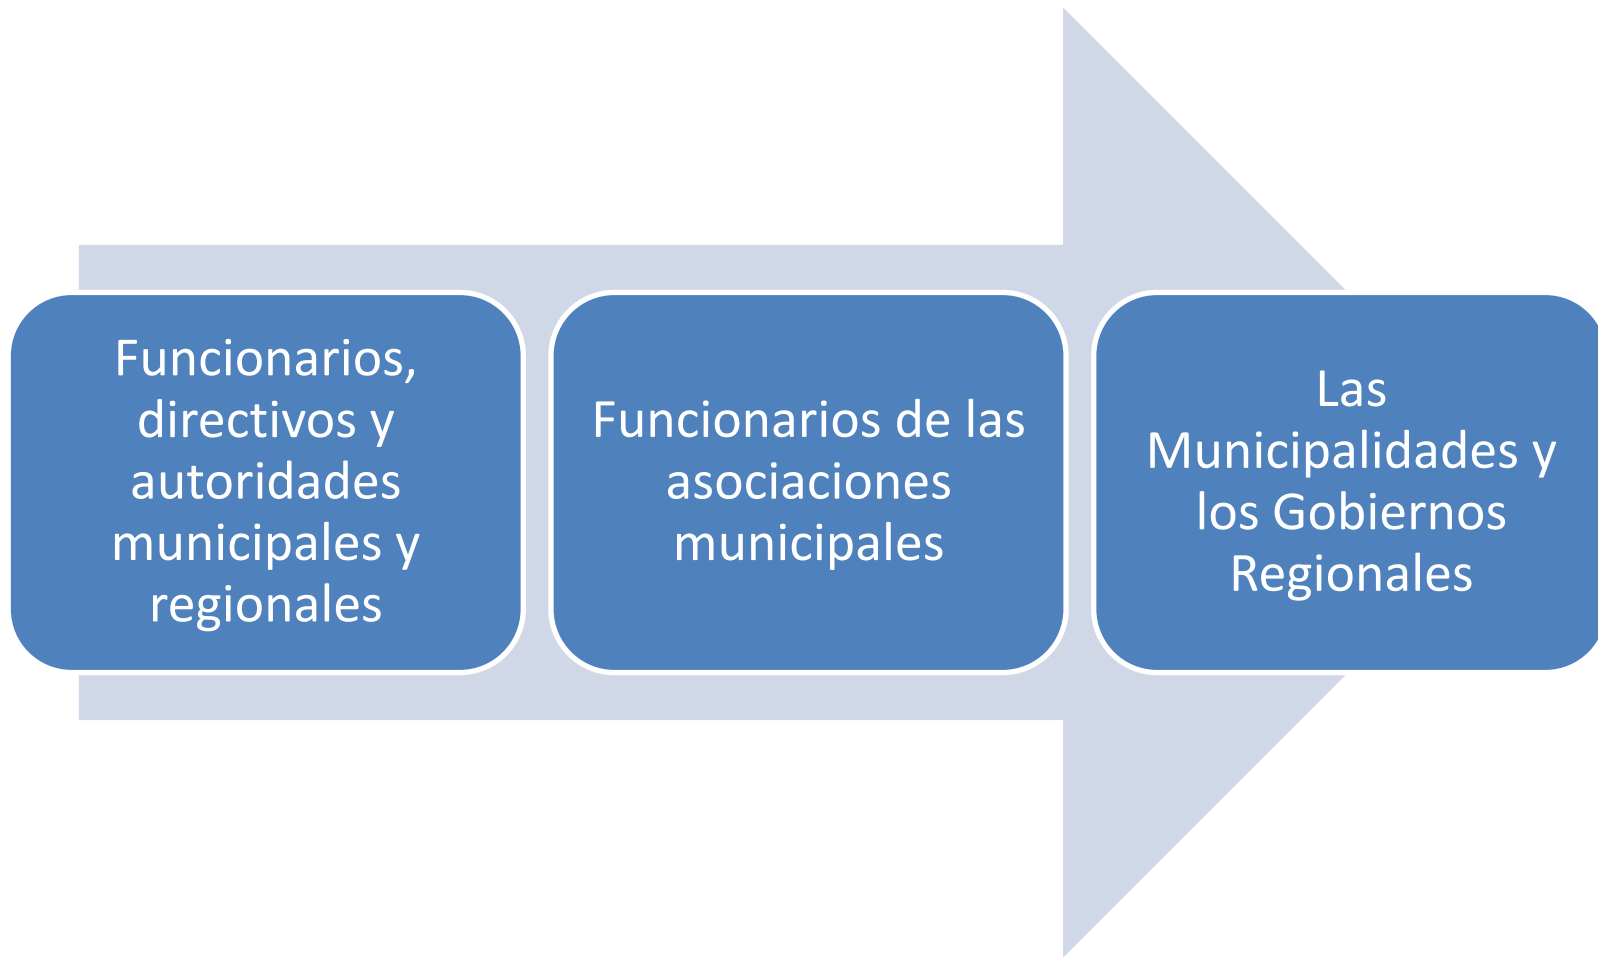 Funcionarios,
directivos y
autoridades
municipales y
regionales
Funcionarios de las
asociaciones
municipales
Las
Municipalidades y
los Gobiernos
Regionales